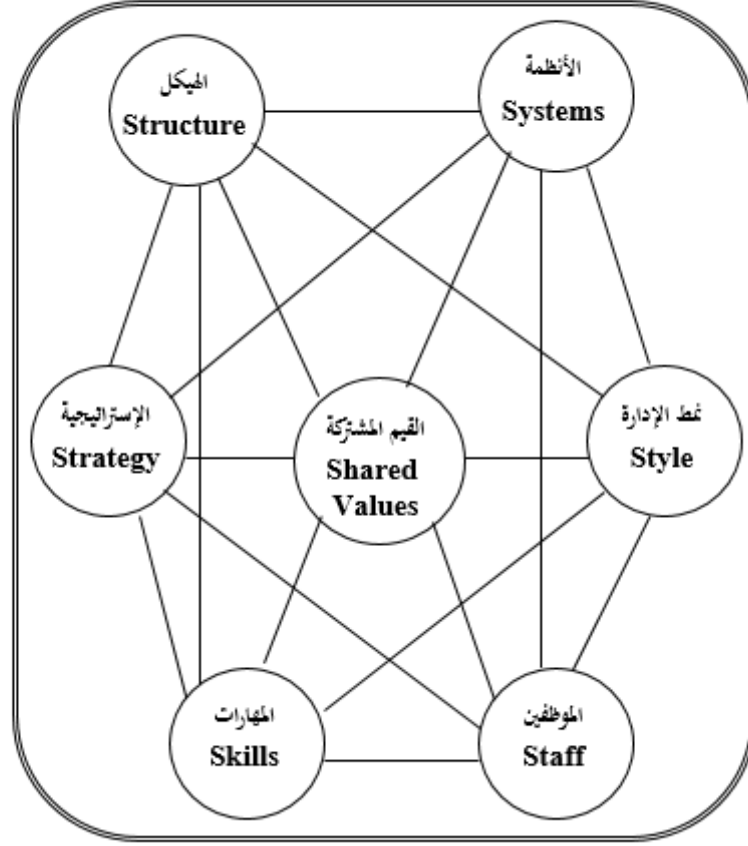 الهيكل
Structure
الأنظمة
Systems
الإستراتيجية
Strategy
القيم المشتركة
Shared
Values
نمط الإدارة
Style
المهارات
Skills
الموظفين
Staff